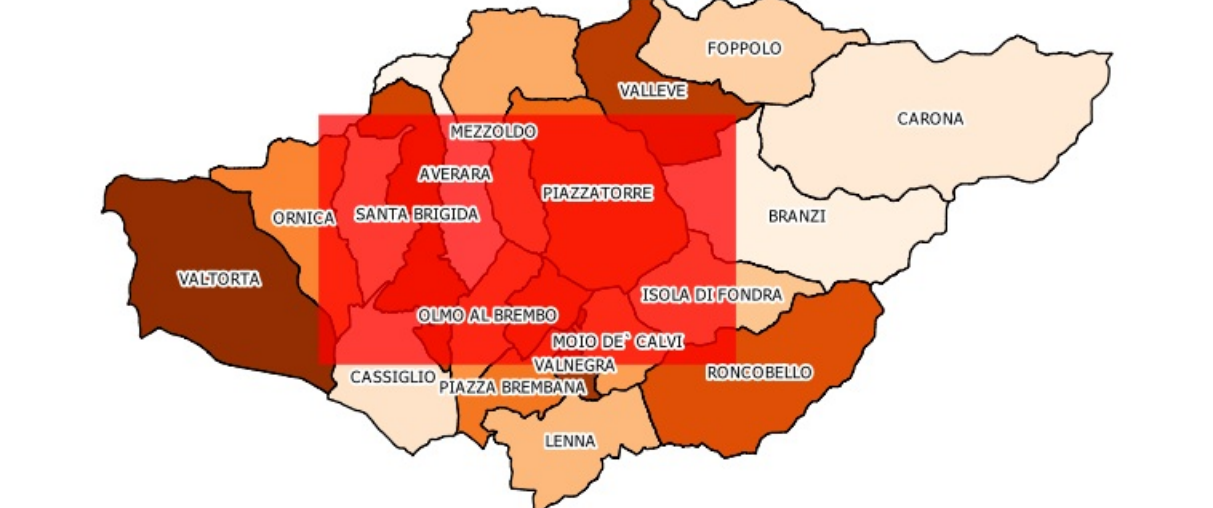 FOPPOLO
VALLEVE
CARONA
MEZZOLDO
AVERARA
PIAZZATORRE
ORNICA
SANTA BRIGIDA
BRANZI
VALTORTA
ISOLA DI FONDRA
OLMO AL BREMBO
MOIO DE` CALVI
VALNEGRA
RONCOBELLO
CASSIGLIO
PIAZZA BREMBANA
LENNA